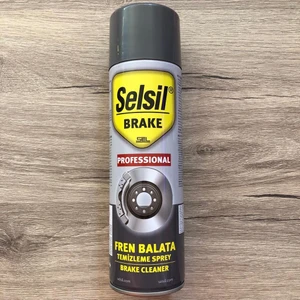 Selsil®
BRAKE
PROFESSIONAL
FREN BALATA
TEMİZLEME SPREY
BRAKE CLEANER